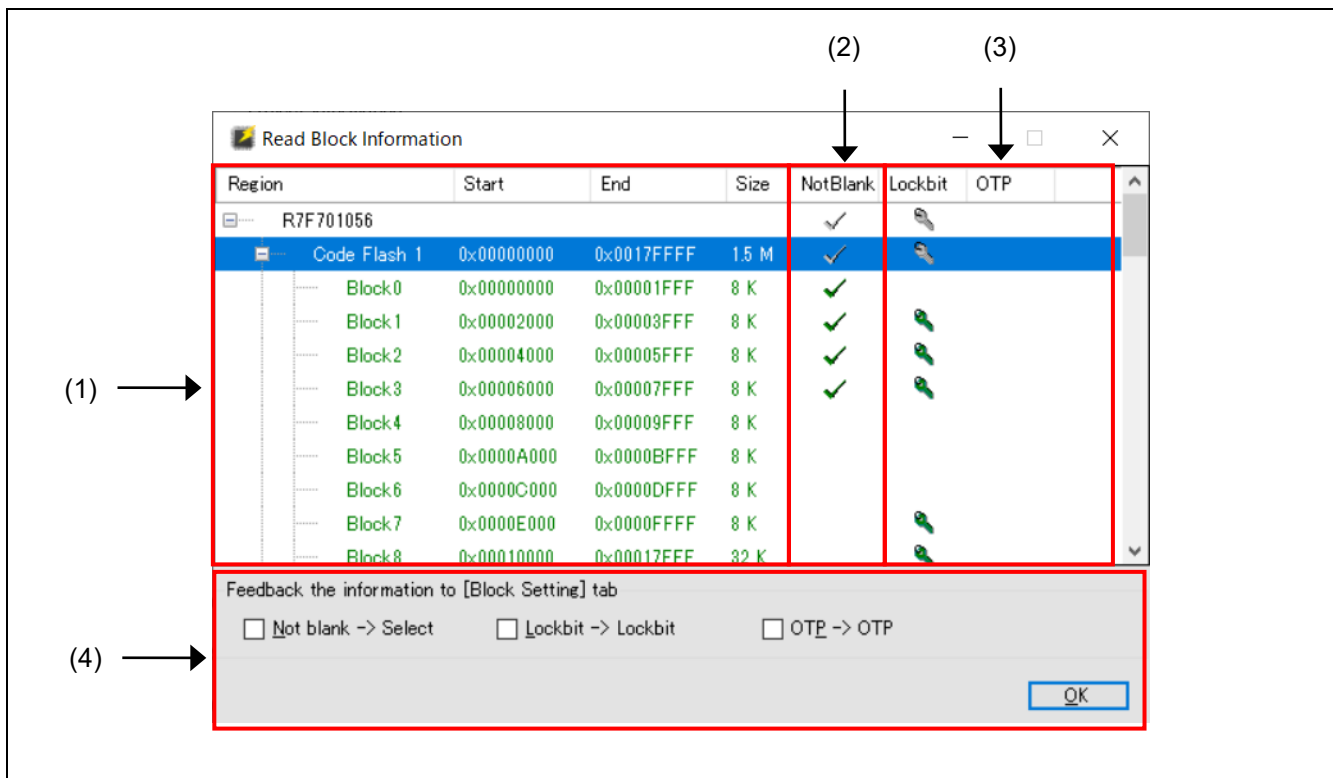 (2) (3)
Read Block Information
Region Start End Size NotBlank Lockbit OTP
R7F701056
Code Flash 1 0x00000000 0x0017FFFF 1.5 M
Block0 0x00000000 0x00001FFF 8 K
Block1 0x00002000 0x00003FFF 8 K
Block2 0x00004000 0x00005FFF 8 K
(1) Block3 0x00006000 0x00007FFF 8 K
Block4 0x00008000 0x00009FFF 8 K
Block5 0x0000A000 0x0000BFFF 8 K
Block6 0x0000C000 0x0000DFFF 8 K
Block7 0x0000E000 0x0000FFFF 8 K
Block8 0x00010000 0x00017FFF 32 K
Feedback the information to [Block Setting] tab
Not blank -> Select Lockbit -> Lockbit OTP -> OTP
(4)
OK